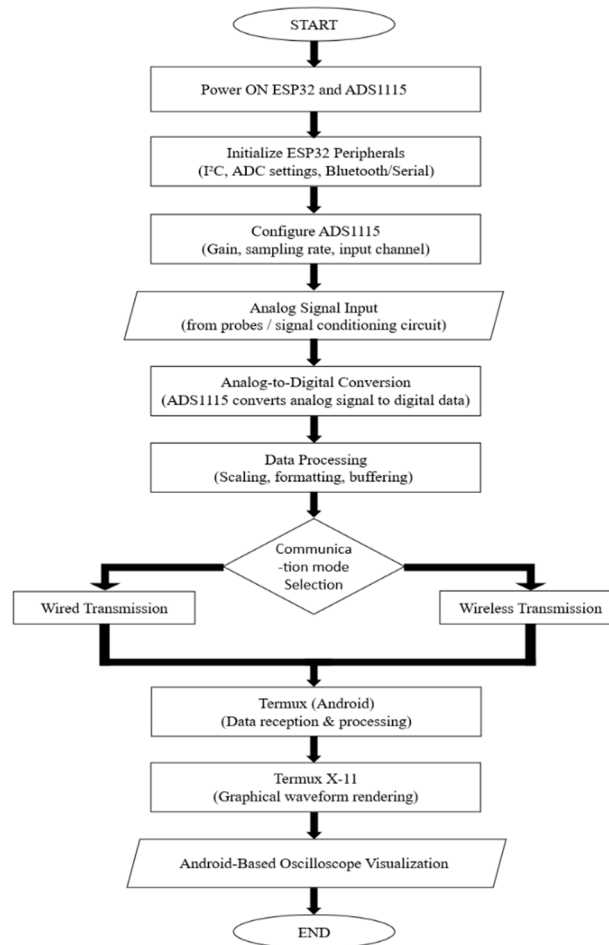 START
Power ON ESP32 and ADS1115
Initialize ESP32 Peripherals
(I²C, ADC settings, Bluetooth/Serial)
Configure ADS1115
(Gain, sampling rate, input channel)
Analog Signal Input
(from probes / signal conditioning circuit)
Analog-to-Digital Conversion
(ADS1115 converts analog signal to digital data)
Data Processing
(Scaling, formatting, buffering)
Communica
-tion mode
Selection
Wired Transmission
Wireless Transmission
Termux (Android)
(Data reception & processing)
Termux X-11
(Graphical waveform rendering)
Android-Based Oscilloscope Visualization
END